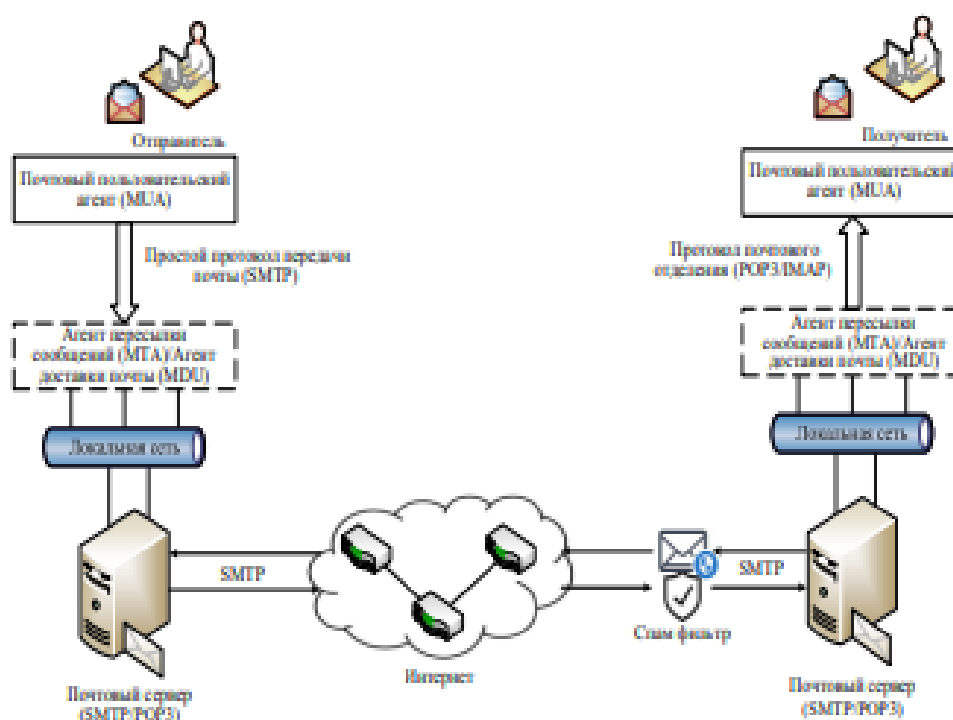 Отправитель
Почтовый пользовательский
агент (MUA)
Простой протокол передачи
почты (SMTP)
Агент пересылки
сообщений (MTA)/Агент
доставки почты (MDU)
Локальная сеть
SMTP
Почтовый сервер
(SMTP/POP3)
Интернет
Получатель
Почтовый пользовательский
агент (MUA)
Протокол почтового
отделения (POP3/IMAP)
Агент пересылки
сообщений (MTA)/Агент
доставки почты (MDU)
Локальная сеть
SMTP
Спам фильтр
Почтовый сервер
(SMTP/POP3)